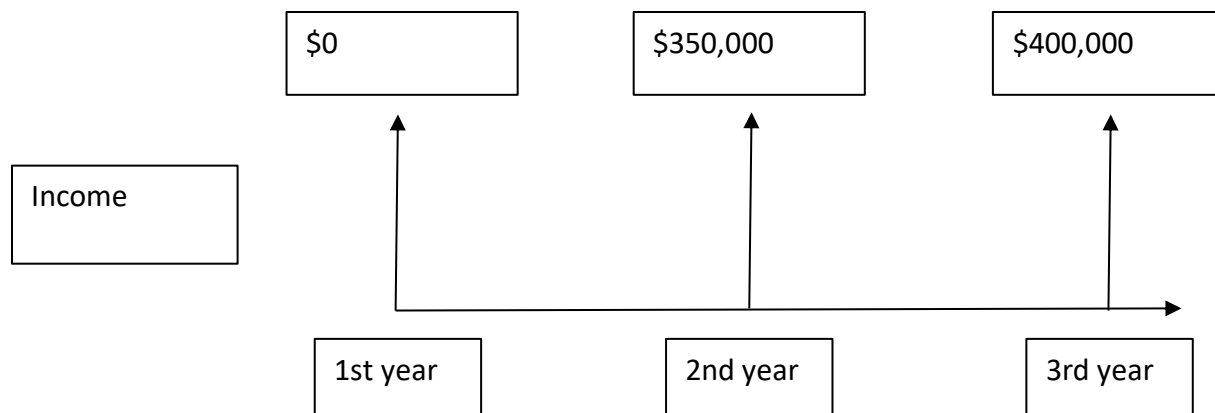 $0
$350,000
$400,000
Income
1st year
2nd year
3rd year